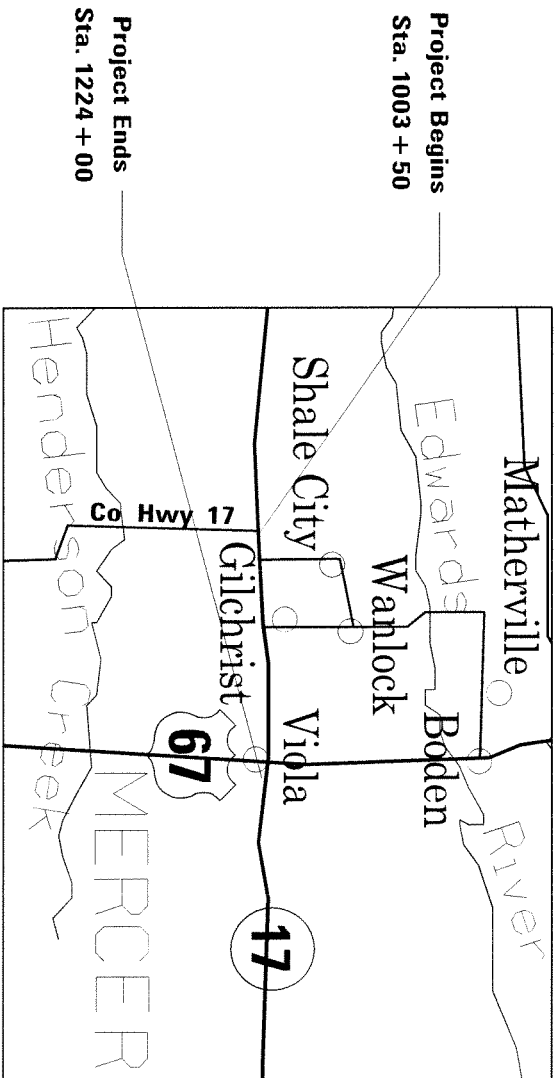 Project Begins
Sta. 1003 + 50
Project Ends
Sta. 1224 + 00
Matherville
Edwards
River
Shale City
Wanlock
Boden
Co Hwy 17
Gilchrist
Viola
67
17
Henderson Creek
MERCER